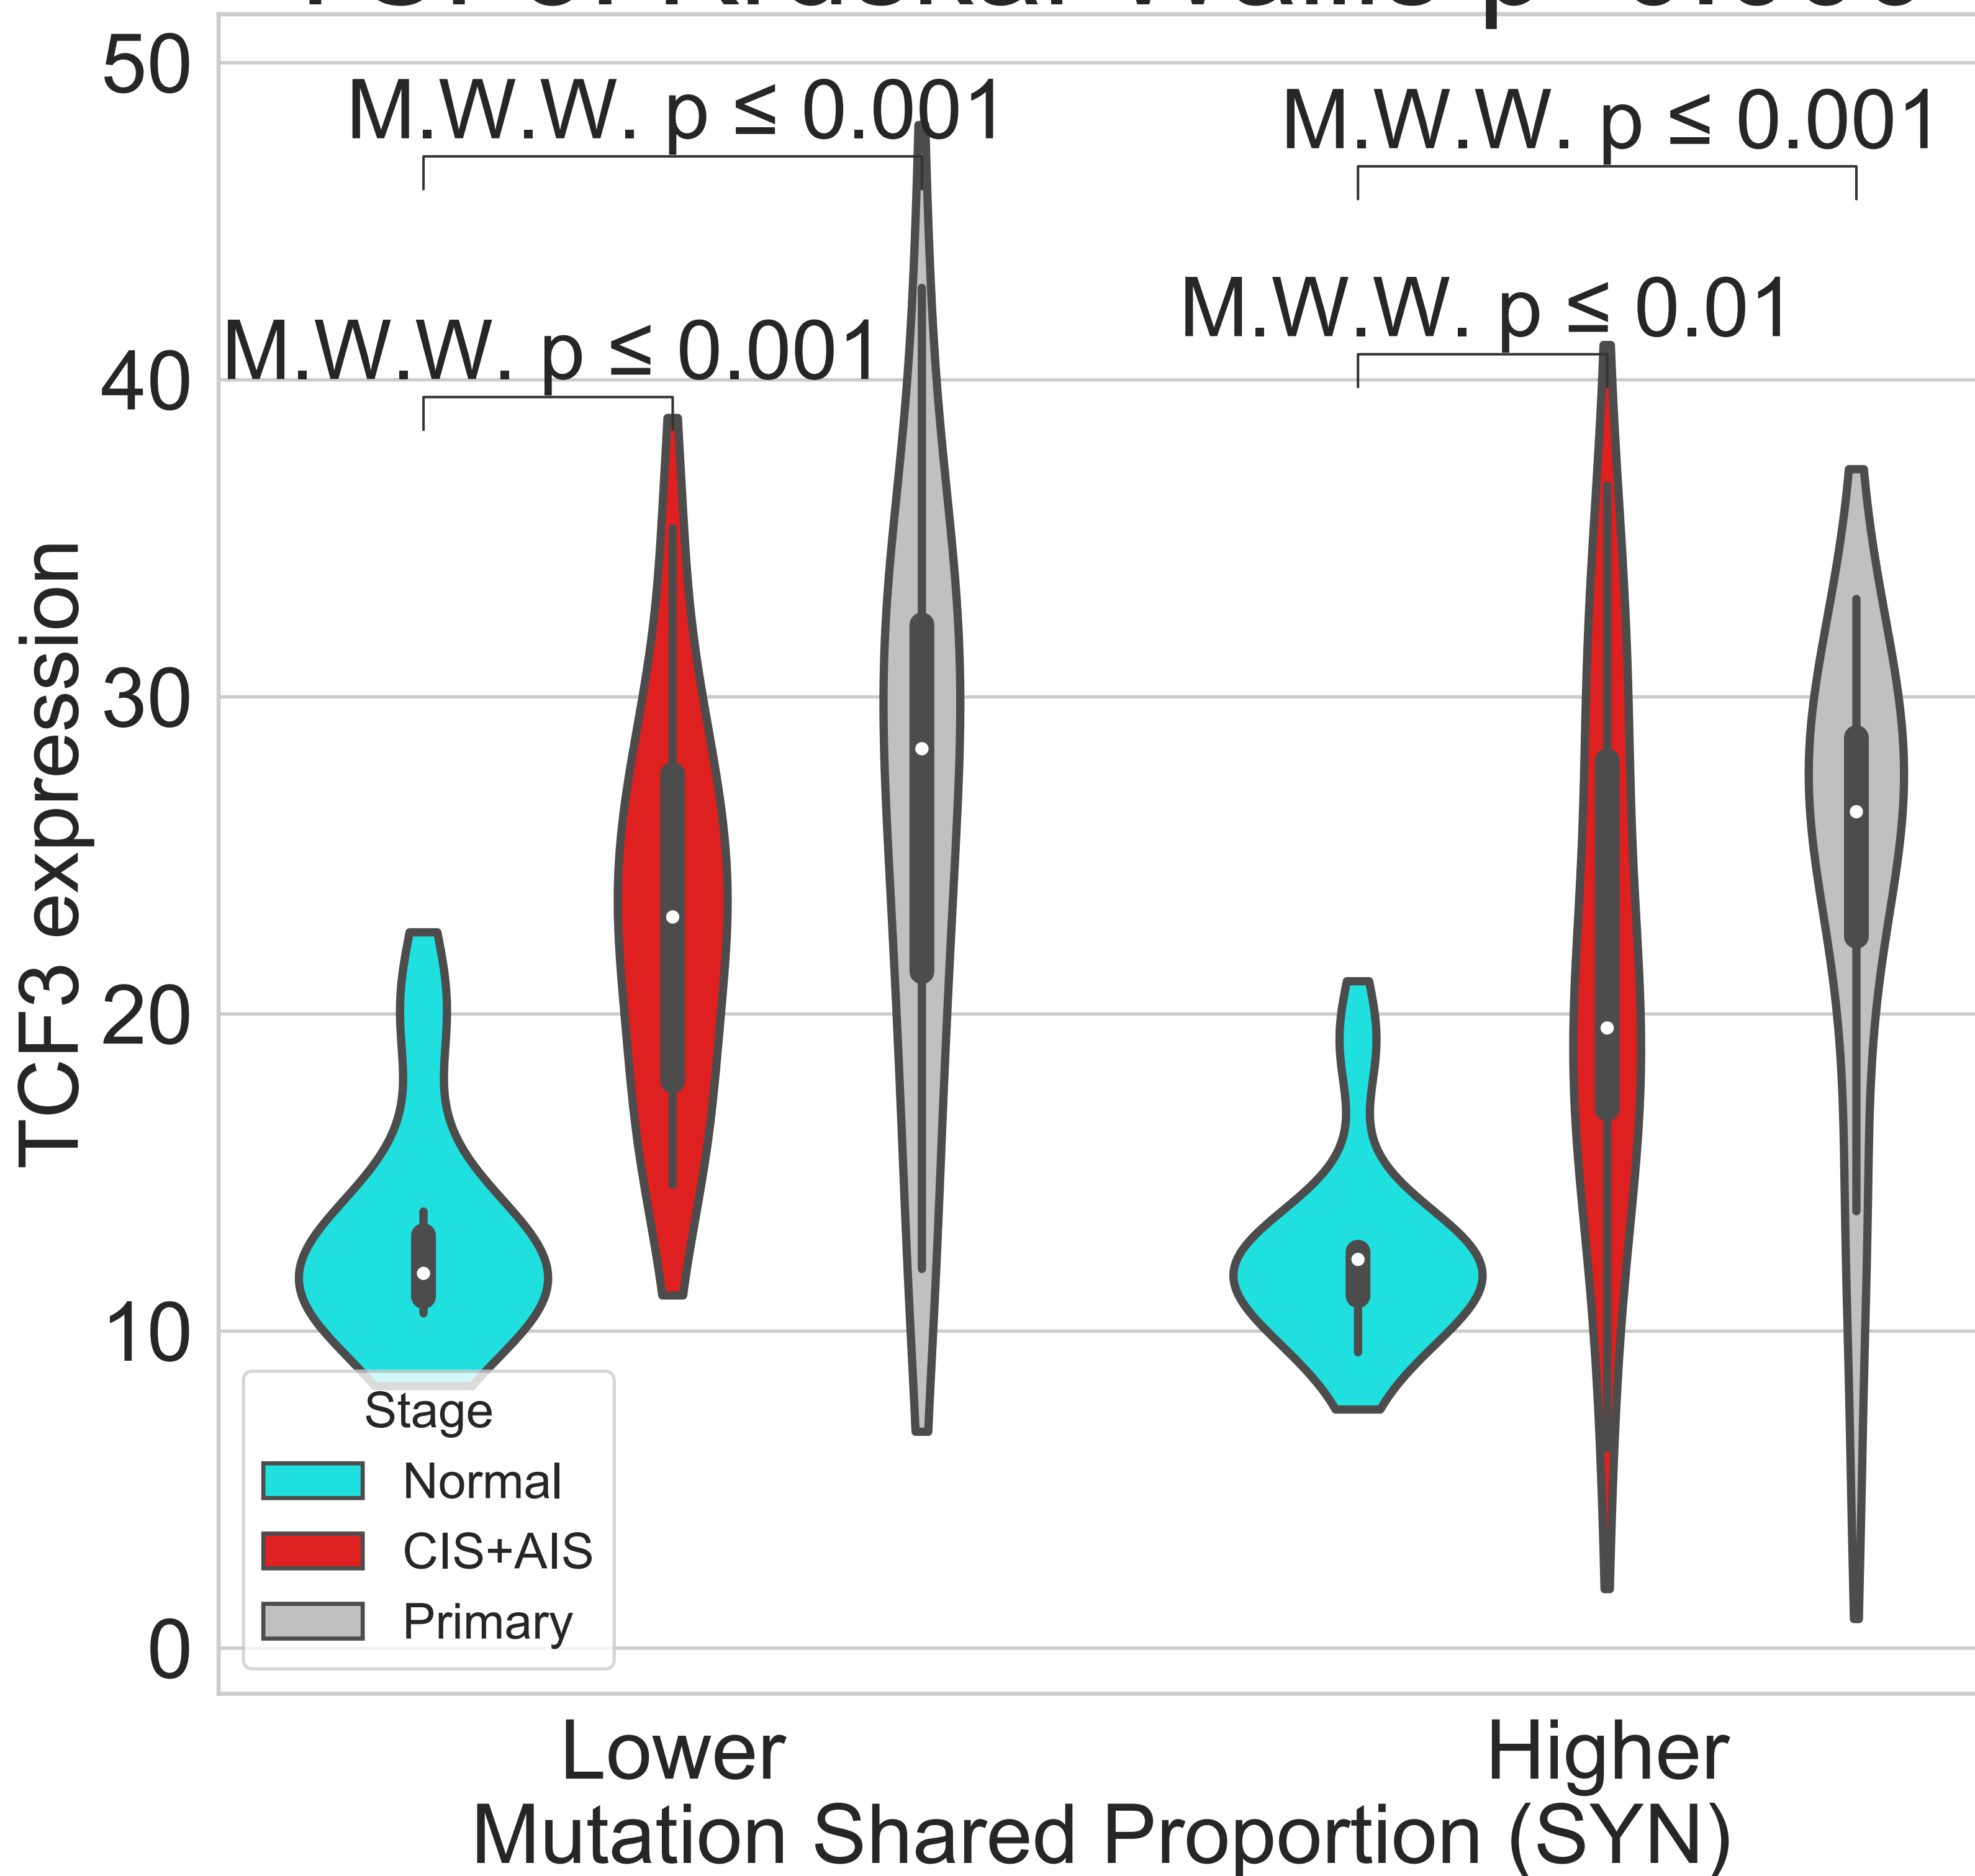 50
M.W.W. p ≤ 0.001
M.W.W. p ≤ 0.001
M.W.W. p ≤ 0.01
M.W.W. p ≤ 0.001
40
30
20
10
0
TCF3 expression
Stage
Normal
CIS+AIS
Primary
Lower
Higher
Mutation Shared Proportion (SYN)